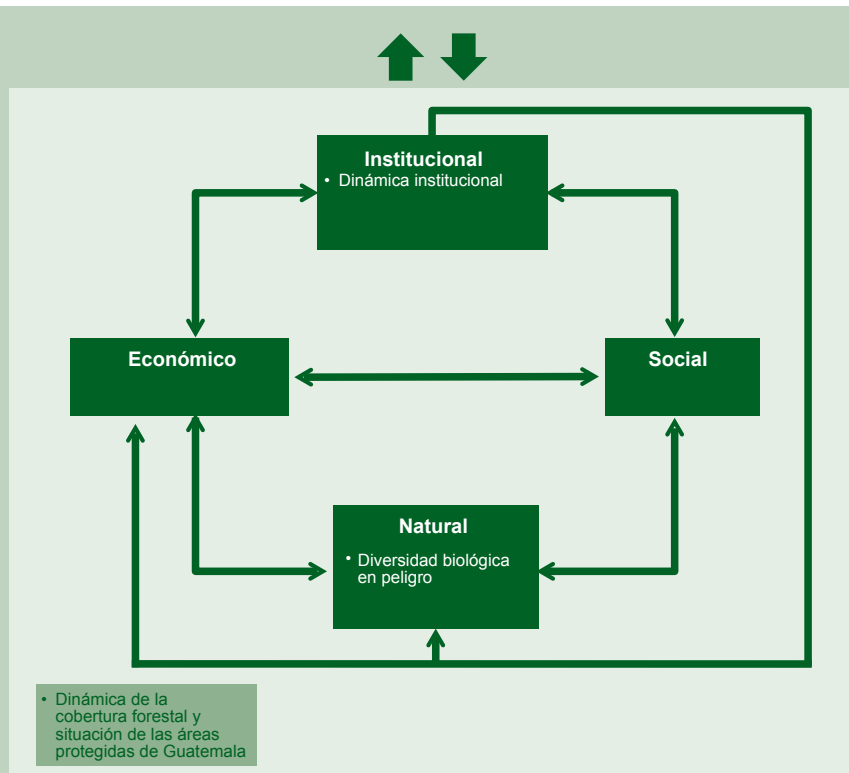 Institucional
• Dinámica institucional
Económico
Social
Natural
• Diversidad biológica
en peligro
• Dinámica de la
cobertura forestal y
situación de las áreas
protegidas de Guatemala